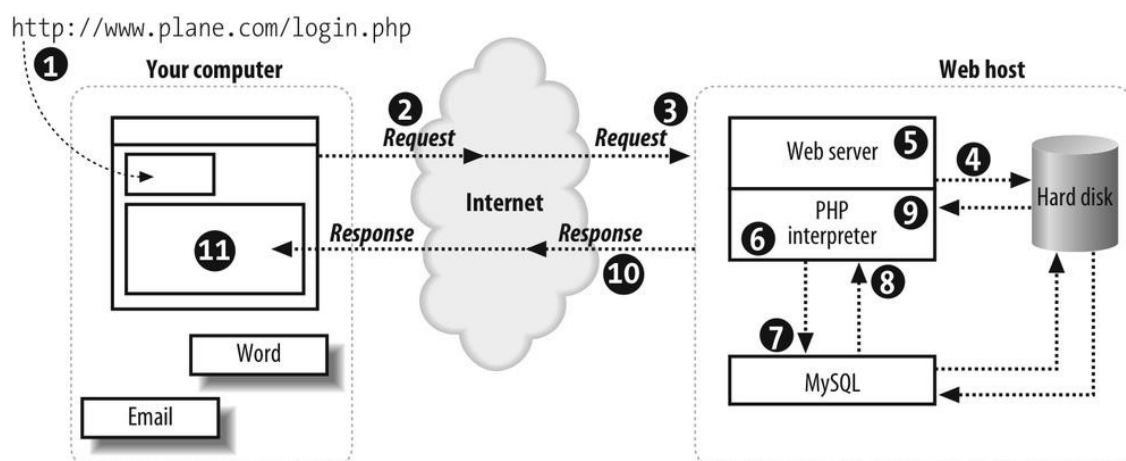 http://www.plane.com/login.php
1
Your computer
Web host
2
3
Request
Request
Web server
5
4
Hard disk
Internet
PHP
interpreter
9
6
Response
Response
11
10
8
7
Word
MySQL
Email